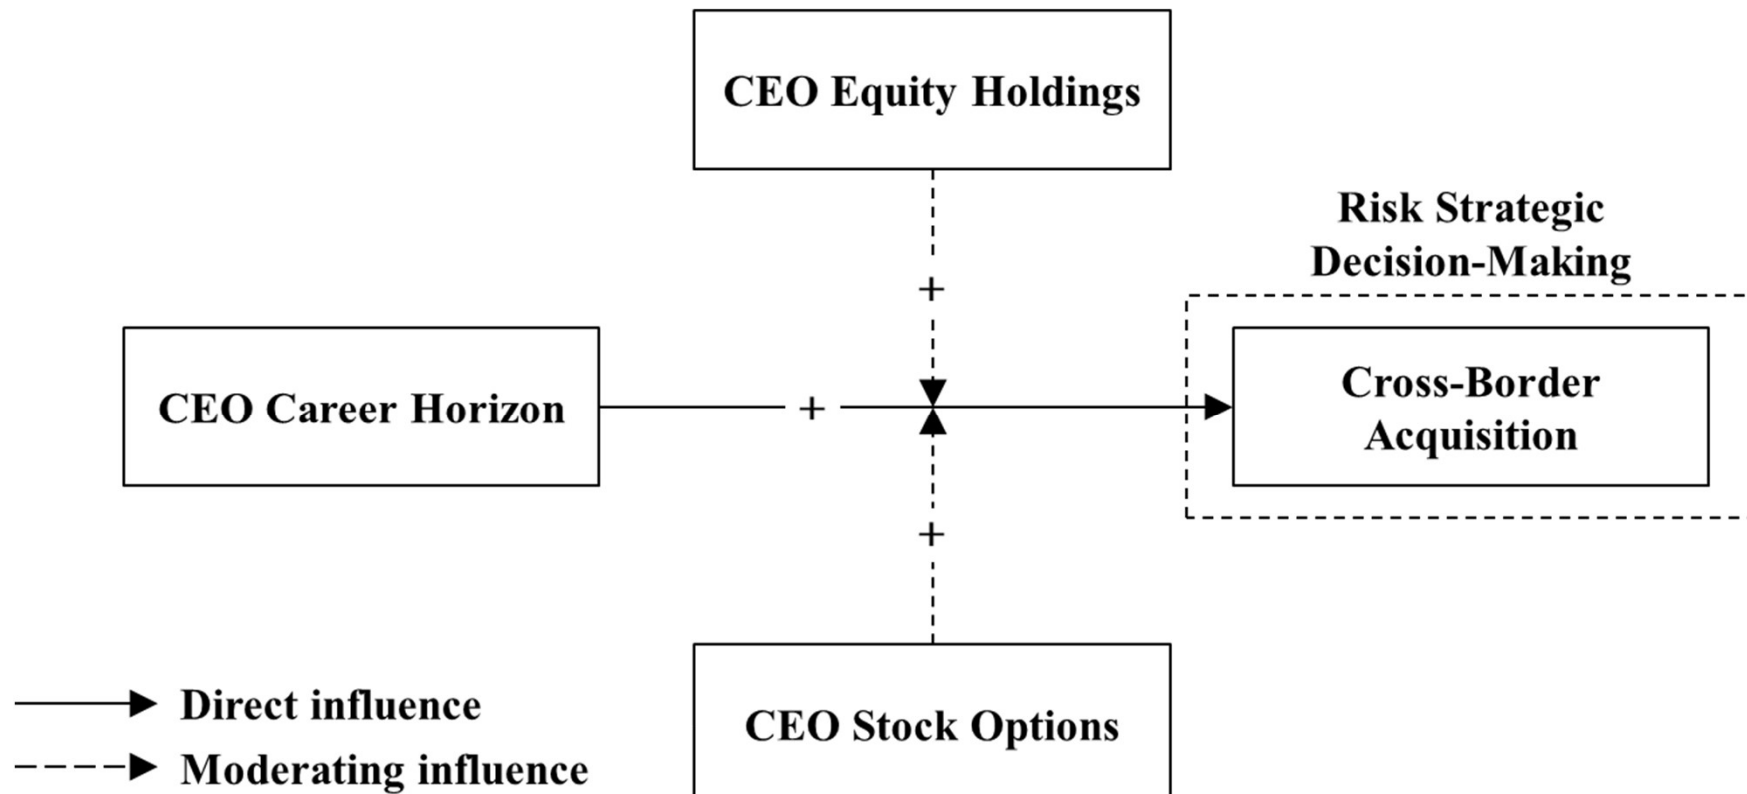 CEO Equity Holdings
Risk Strategic
Decision-Making
+
CEO Career Horizon
+
Cross-Border
Acquisition
+
CEO Stock Options
Direct influence
Moderating influence